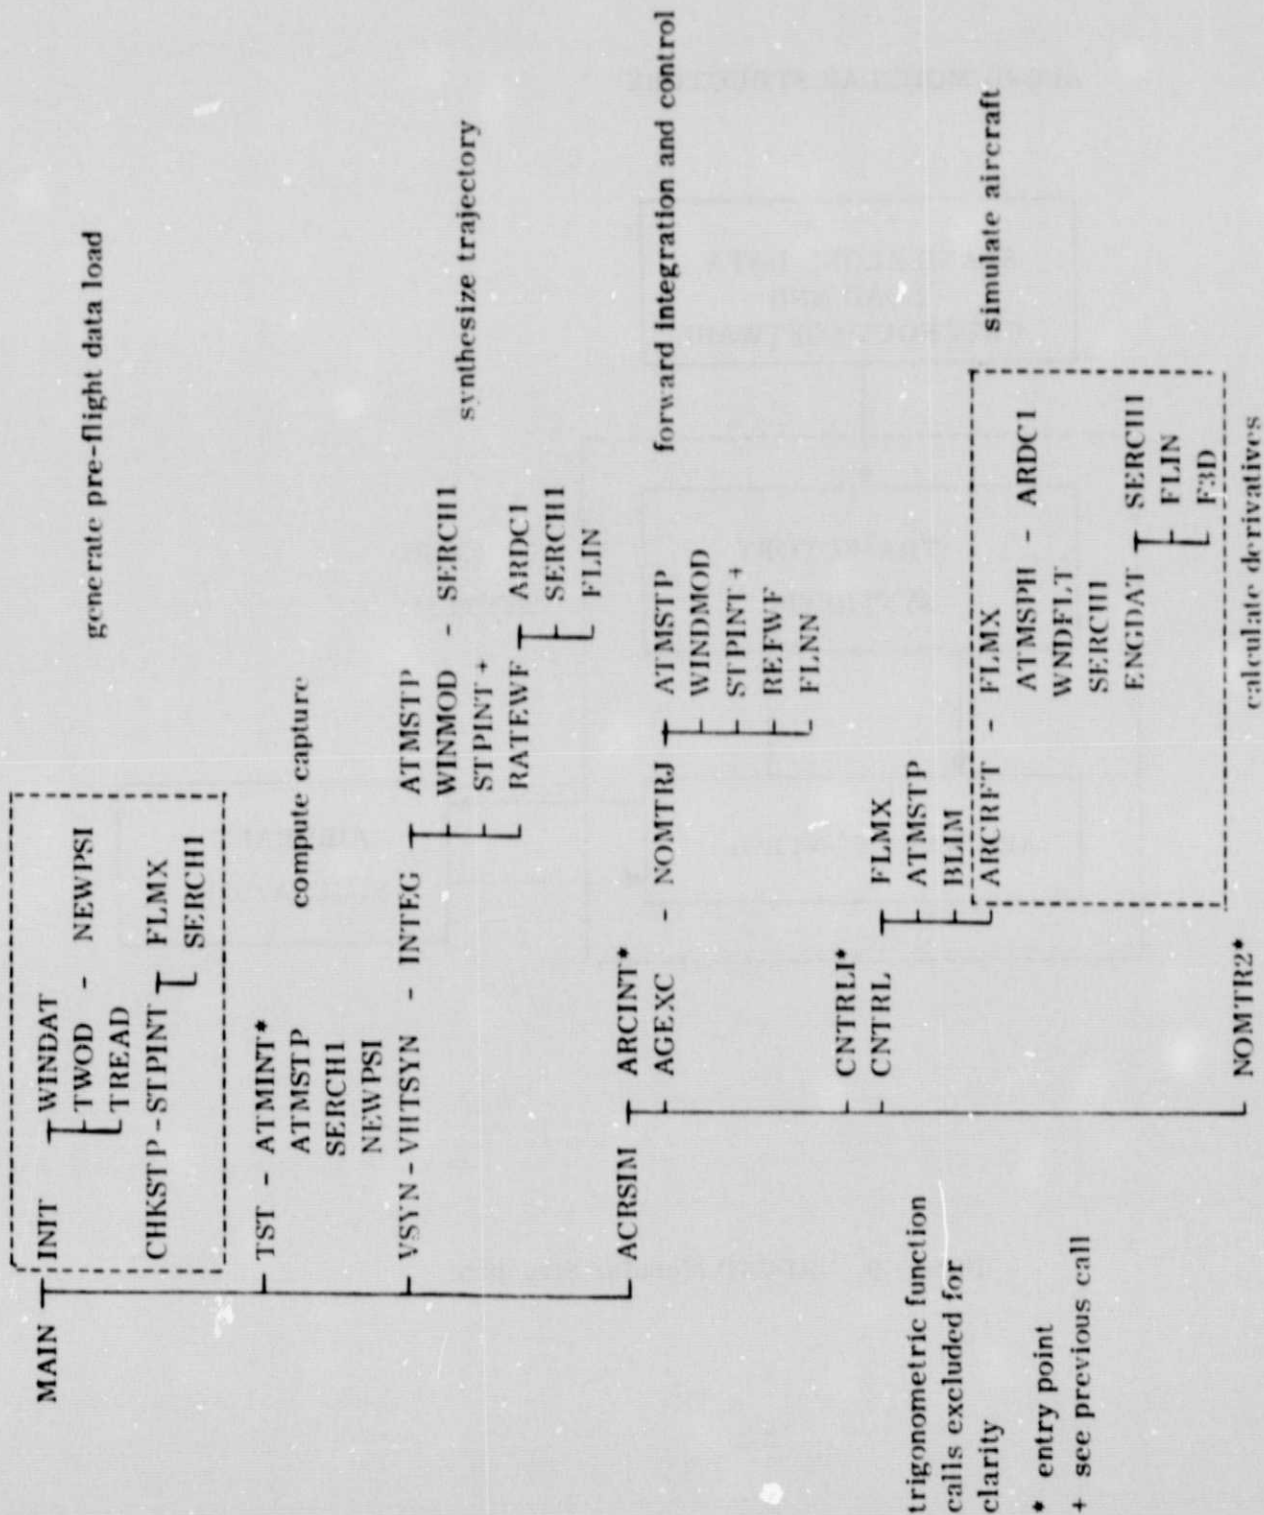 MAIN
INIT
WINDAT
TWOD - NEWPSI
TREAD
CHKSTP - STPINT
FLMX
SERCH1
generate pre-flight data load
TST - ATMINT*
ATMSTP
SERCH1
NEWPSI
compute capture
VSYN - VHTSYN - INTEG
ATMSTP
WINMOD - SERCH1
STPINT +
RATEWF
ARDC1
SERCH1
FLIN
synthesize trajectory
ACRSIM
ARCINT*
AGEXC - NOMTRJ
ATMSTP
WINDMOD
STPINT +
REFWF
FLNN
forward integration and control
CNTRLI*
CNTRL
FLMX
ATMSTP
BLIM
ARCRFT - FLMX
ATMSPH - ARDC1
WNDFLT
SERCH1
ENGDAT
SERCH1
FLIN
F3D
simulate aircraft
NOMTR2*
calculate derivatives
trigonometric function
calls excluded for
clarity
* entry point
+ see previous call